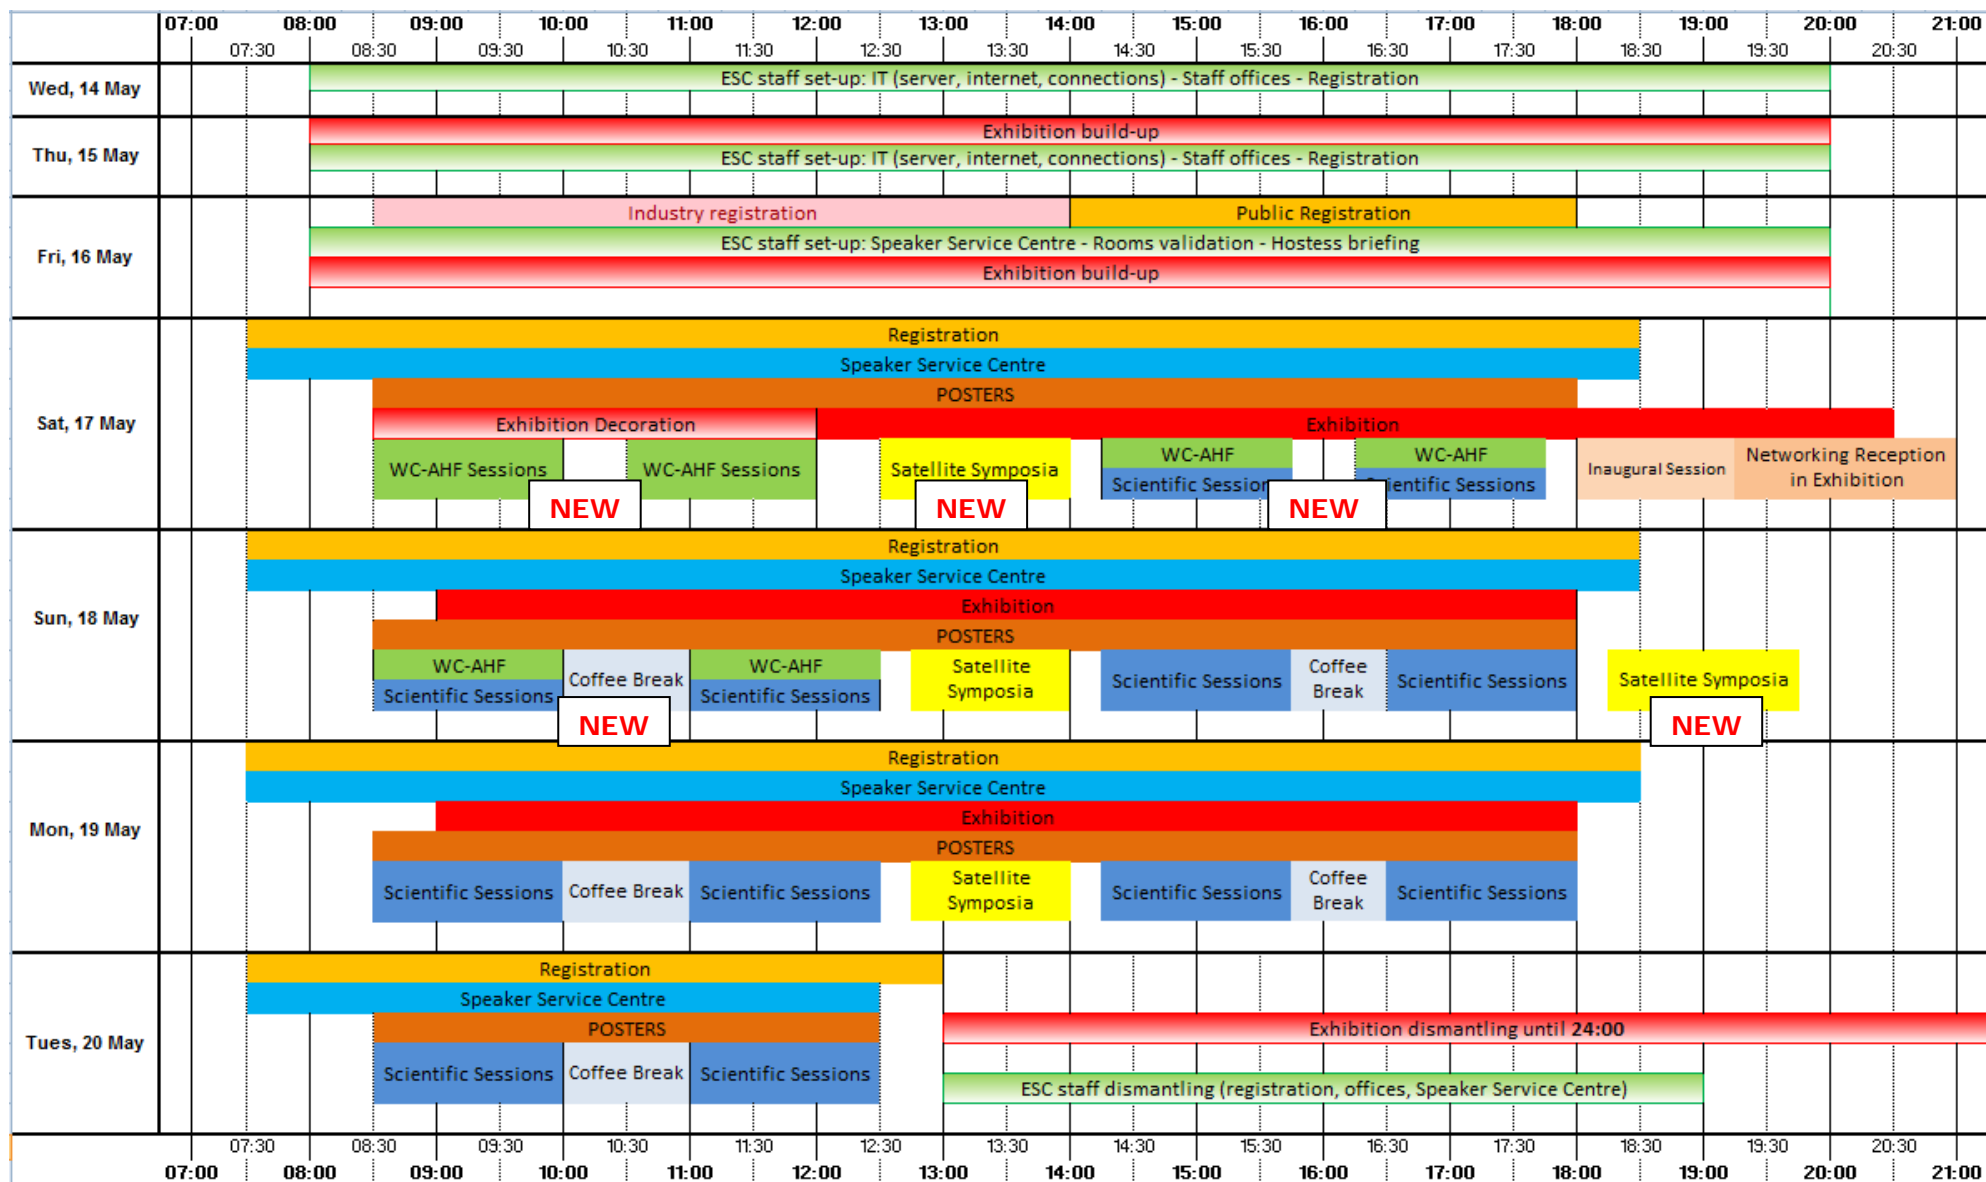 07:00 08:00 09:00 10:00 11:00 12:00 13:00 14:00 15:00 16:00 17:00 18:00 19:00 20:00 21:00
07:30 08:30 09:30 10:30 11:30 12:30 13:30 14:30 15:30 16:30 17:30 18:30 19:30 20:30
Wed, 14 May
ESC staff set-up: IT (server, internet, connections) - Staff offices - Registration
Thu, 15 May
Exhibition build-up
ESC staff set-up: IT (server, internet, connections) - Staff offices - Registration
Fri, 16 May
Industry registration Public Registration
ESC staff set-up: Speaker Service Centre - Rooms validation - Hostess briefing
Exhibition build-up
Sat, 17 May
Registration
Speaker Service Centre
POSTERS
Exhibition Decoration Exhibition
WC-AHF Sessions
WC-AHF Sessions
Satellite Symposia
WC-AHF
Scientific Sessions
WC-AHF
Scientific Sessions
Inaugural Session
Networking Reception
in Exhibition
NEW NEW NEW
Sun, 18 May
Registration
Speaker Service Centre
Exhibition
POSTERS
WC-AHF
Scientific Sessions
Coffee Break
WC-AHF
Scientific Sessions
Satellite
Symposia
Scientific Sessions
Coffee
Break
Scientific Sessions
Satellite Symposia
NEW NEW
Mon, 19 May
Registration
Speaker Service Centre
Exhibition
POSTERS
Scientific Sessions
Coffee Break
Scientific Sessions
Satellite
Symposia
Scientific Sessions
Coffee
Break
Scientific Sessions
Tues, 20 May
Registration
Speaker Service Centre
POSTERS
Exhibition dismantling until 24:00
Scientific Sessions
Coffee Break
Scientific Sessions
ESC staff dismantling (registration, offices, Speaker Service Centre)
07:30 08:30 09:30 10:30 11:30 12:30 13:30 14:30 15:30 16:30 17:30 18:30 19:30 20:30
07:00 08:00 09:00 10:00 11:00 12:00 13:00 14:00 15:00 16:00 17:00 18:00 19:00 20:00 21:00